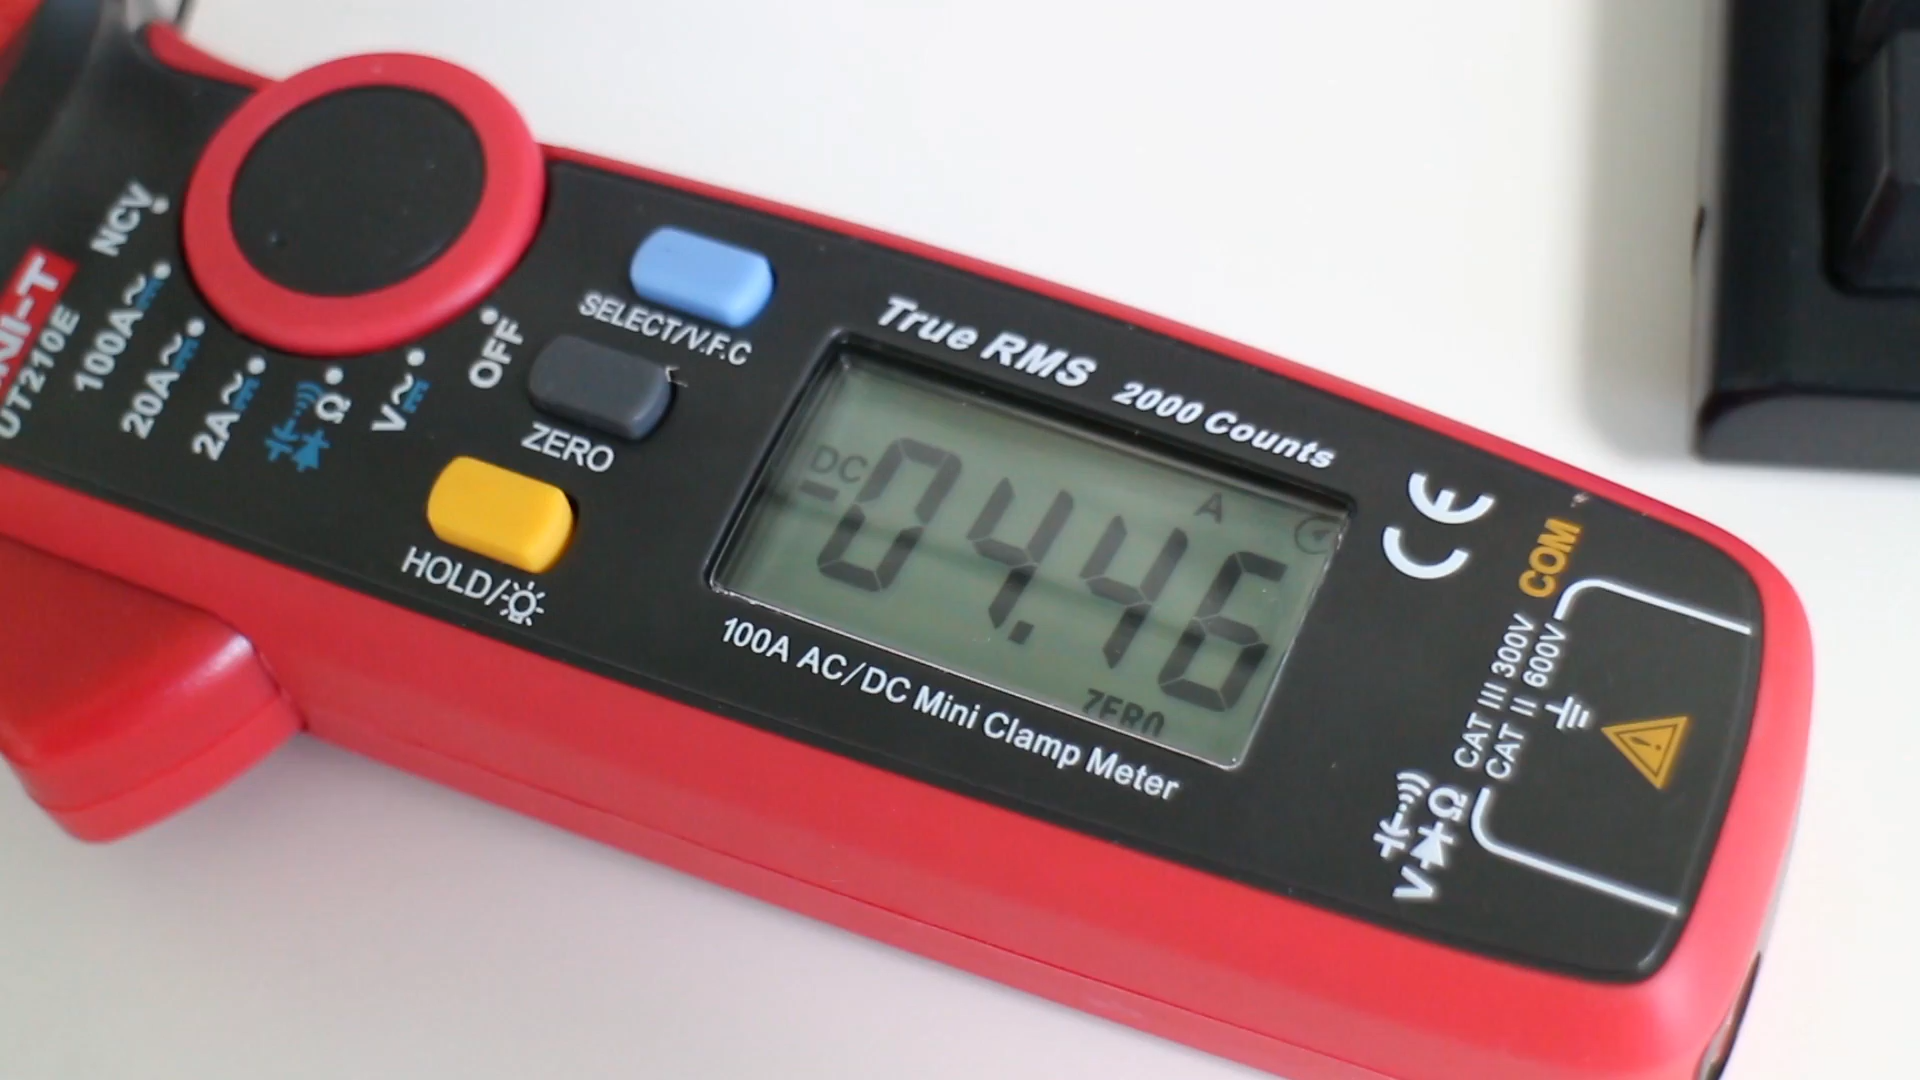 NCV
UNI-T
UT210E
100A
20A
2A
Ω
V
OFF
SELECT/V.F.C
ZERO
HOLD/
True RMS 2000 Counts
DC A
-04.46
ZERO
100A AC/DC Mini Clamp Meter
CE
COM
CAT III 300V
CAT II 600V
Ω
V